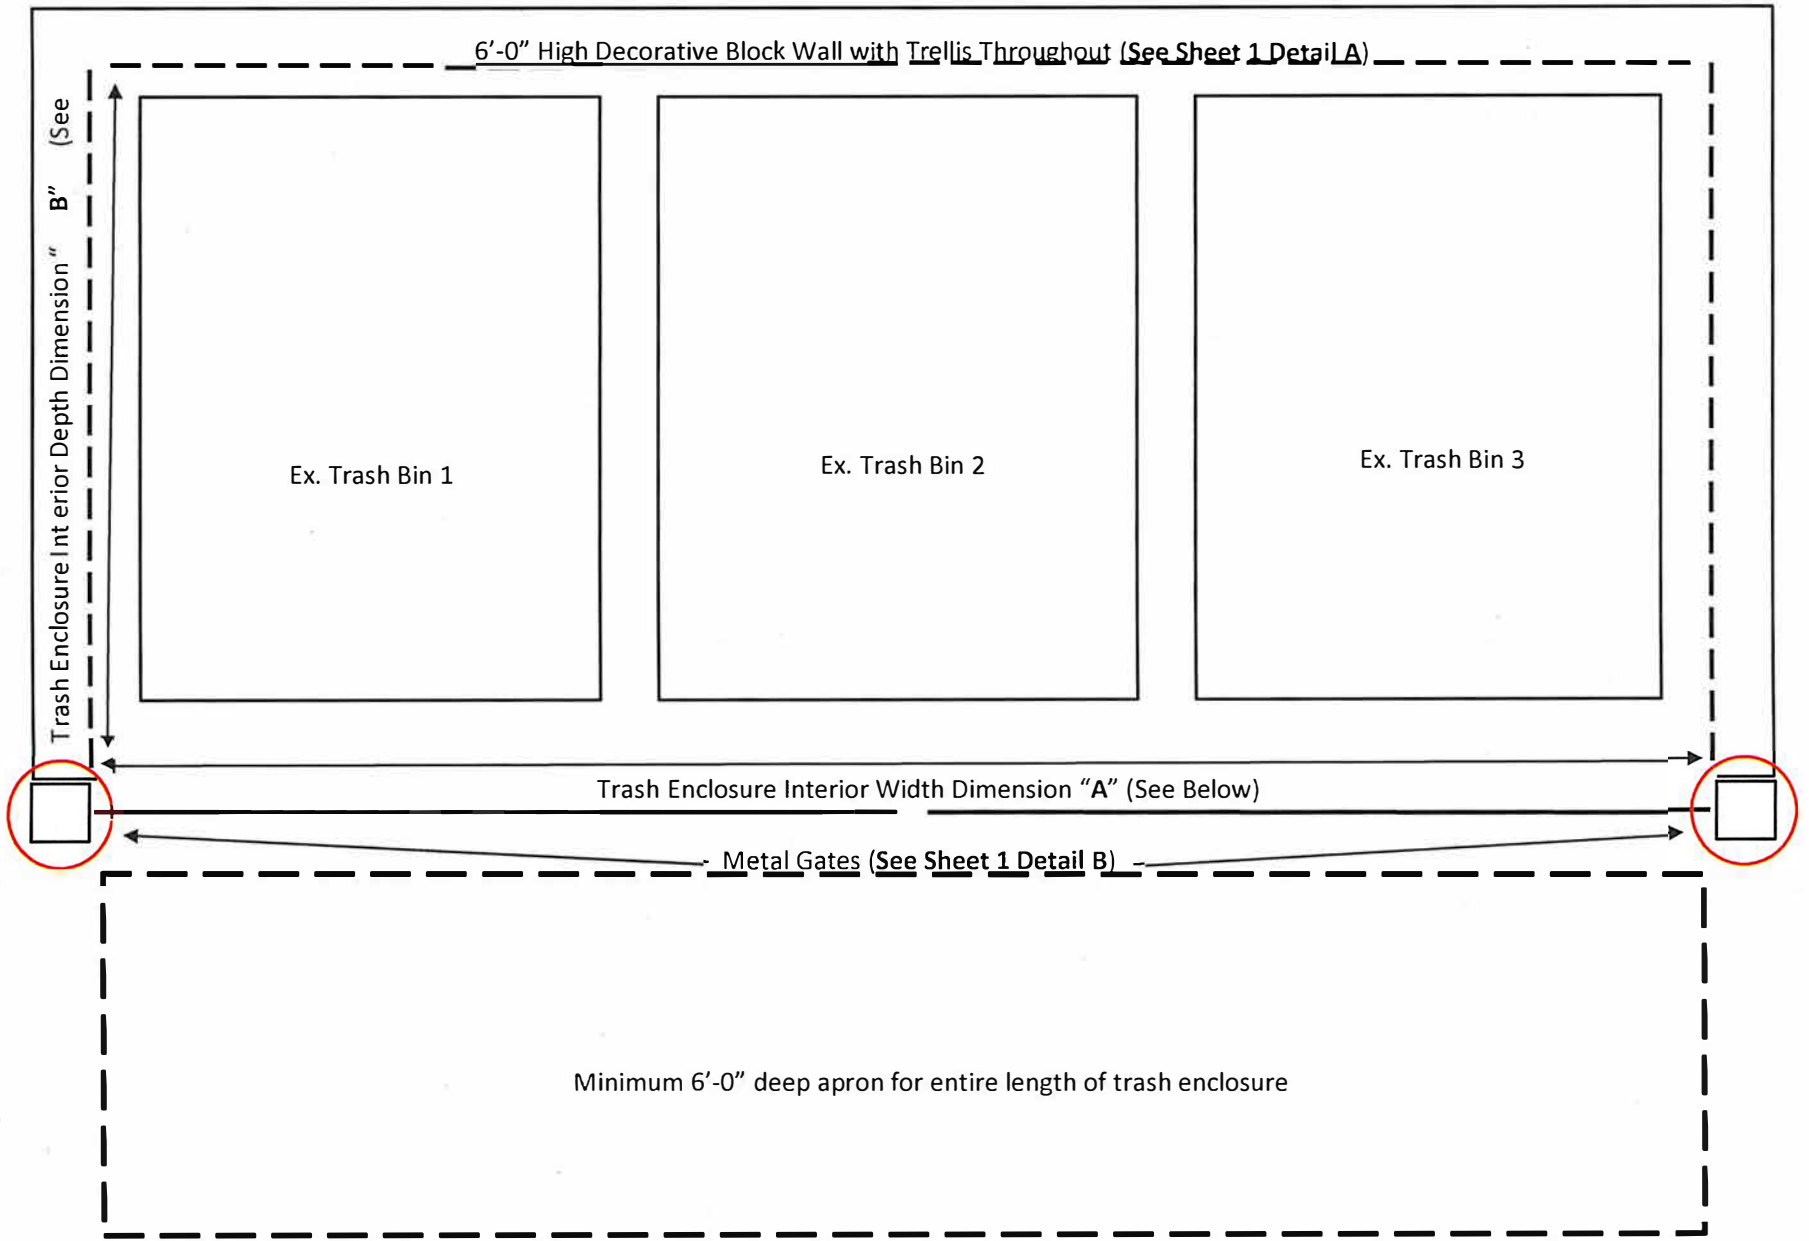 6’-0” High Decorative Block Wall with Trellis Throughout (See Sheet 1 Detail A)
Trash Enclosure Int erior Depth Dimension“ B” (See
Ex. Trash Bin 1
Ex. Trash Bin 2
Ex. Trash Bin 3
Trash Enclosure Interior Width Dimension “A” (See Below)
Metal Gates (See Sheet 1 Detail B)
Minimum 6’-0” deep apron for entire length of trash enclosure